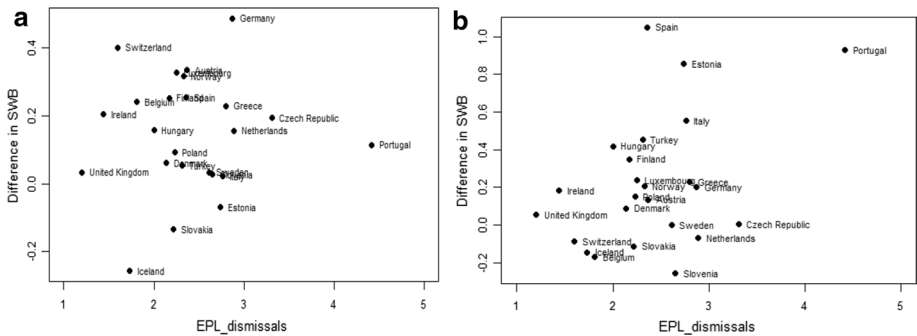 a
Difference in SWB
0.4
0.2
0.0
-0.2
Germany
Switzerland
Austria
Luxembourg
Norway
Finland
Spain
Belgium
Greece
Ireland
Czech Republic
Hungary
Netherlands
Portugal
Poland
Denmark
Turkey
United Kingdom
Sweden
Slovenia
Italy
Estonia
Slovakia
Iceland
1 2 3 4 5
EPL_dismissals
b
Difference in SWB
1.0
0.8
0.6
0.4
0.2
0.0
-0.2
Spain
Portugal
Estonia
Italy
Turkey
Hungary
Finland
Luxembourg
Greece
Norway
Germany
Ireland
Poland
Austria
Denmark
United Kingdom
Sweden
Czech Republic
Netherlands
Switzerland
Slovakia
Iceland
Belgium
Slovenia
1 2 3 4 5
EPL_dismissals